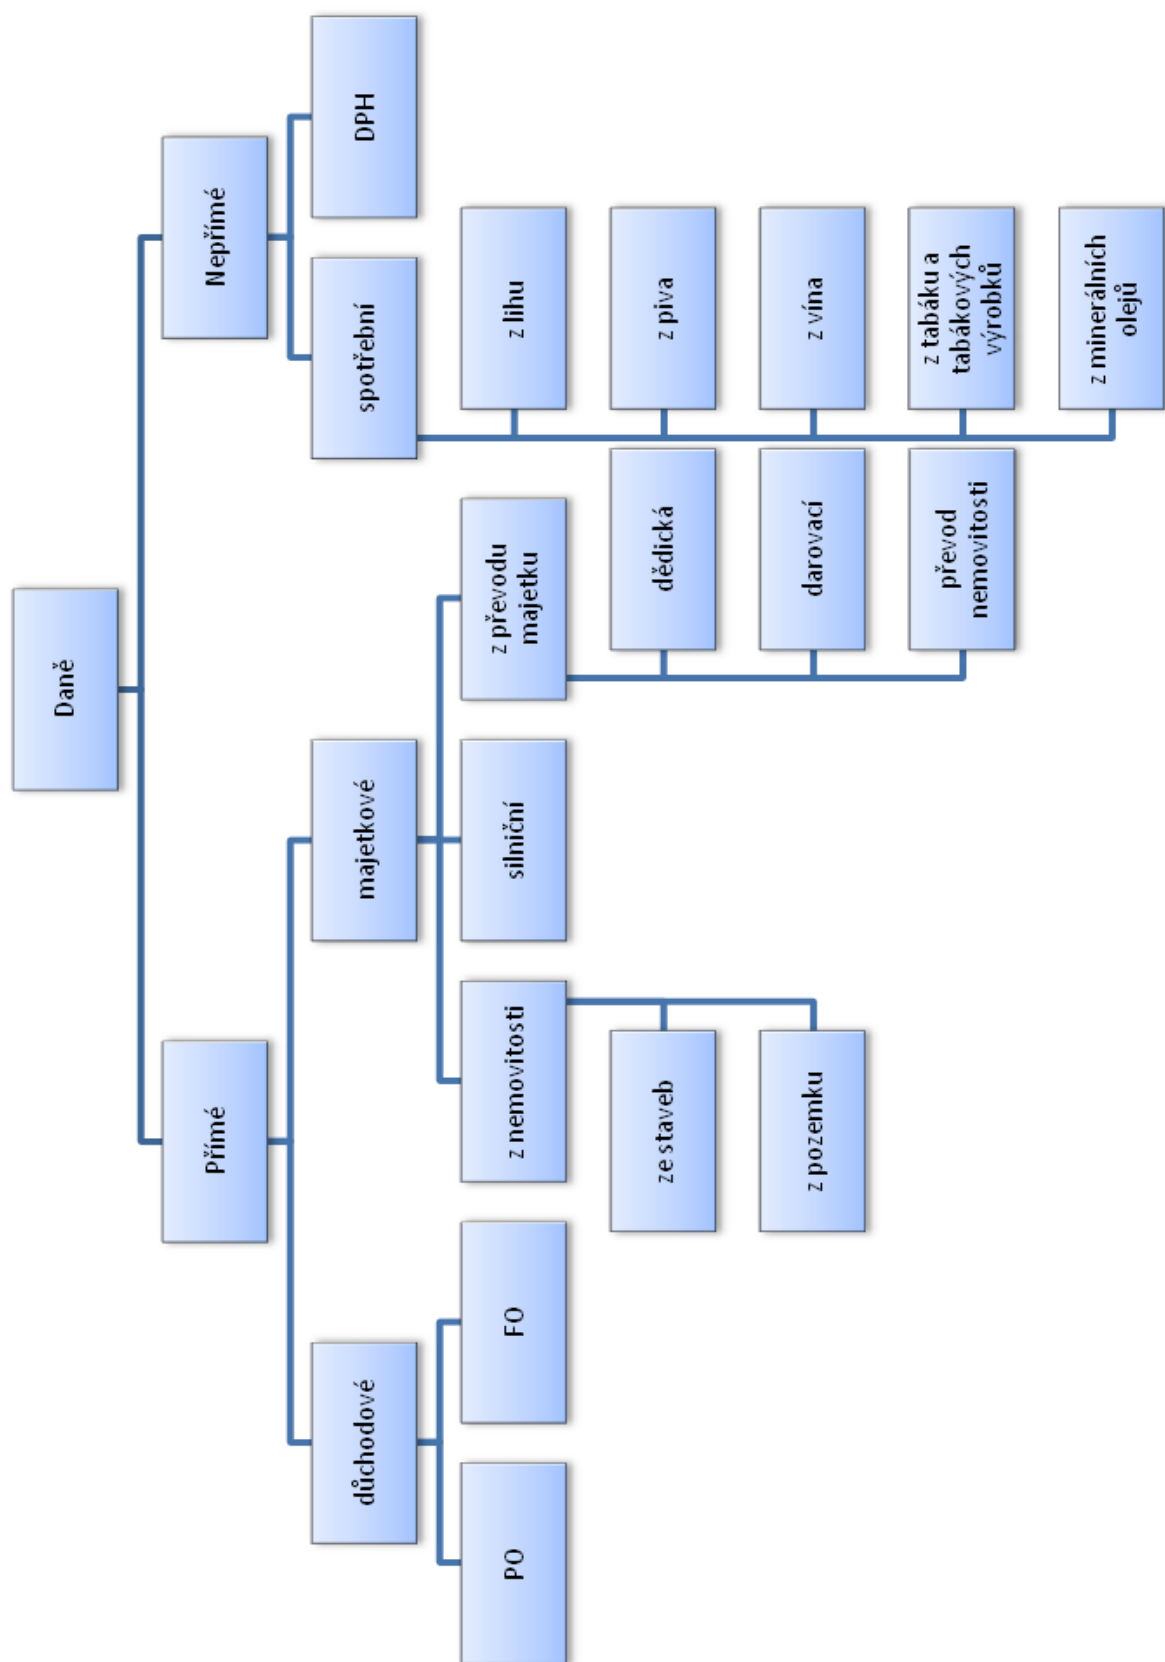 Daně
Přímé
Nepřímé
důchodové
majetkové
spotřební
DPH
PO
FO
z nemovitosti
silniční
z převodu
majetku
z lihu
ze staveb
dědická
z piva
z pozemku
darovací
z vína
převod
nemovitosti
z tabáku a
tabákových
výrobků
z minerálních
olejů